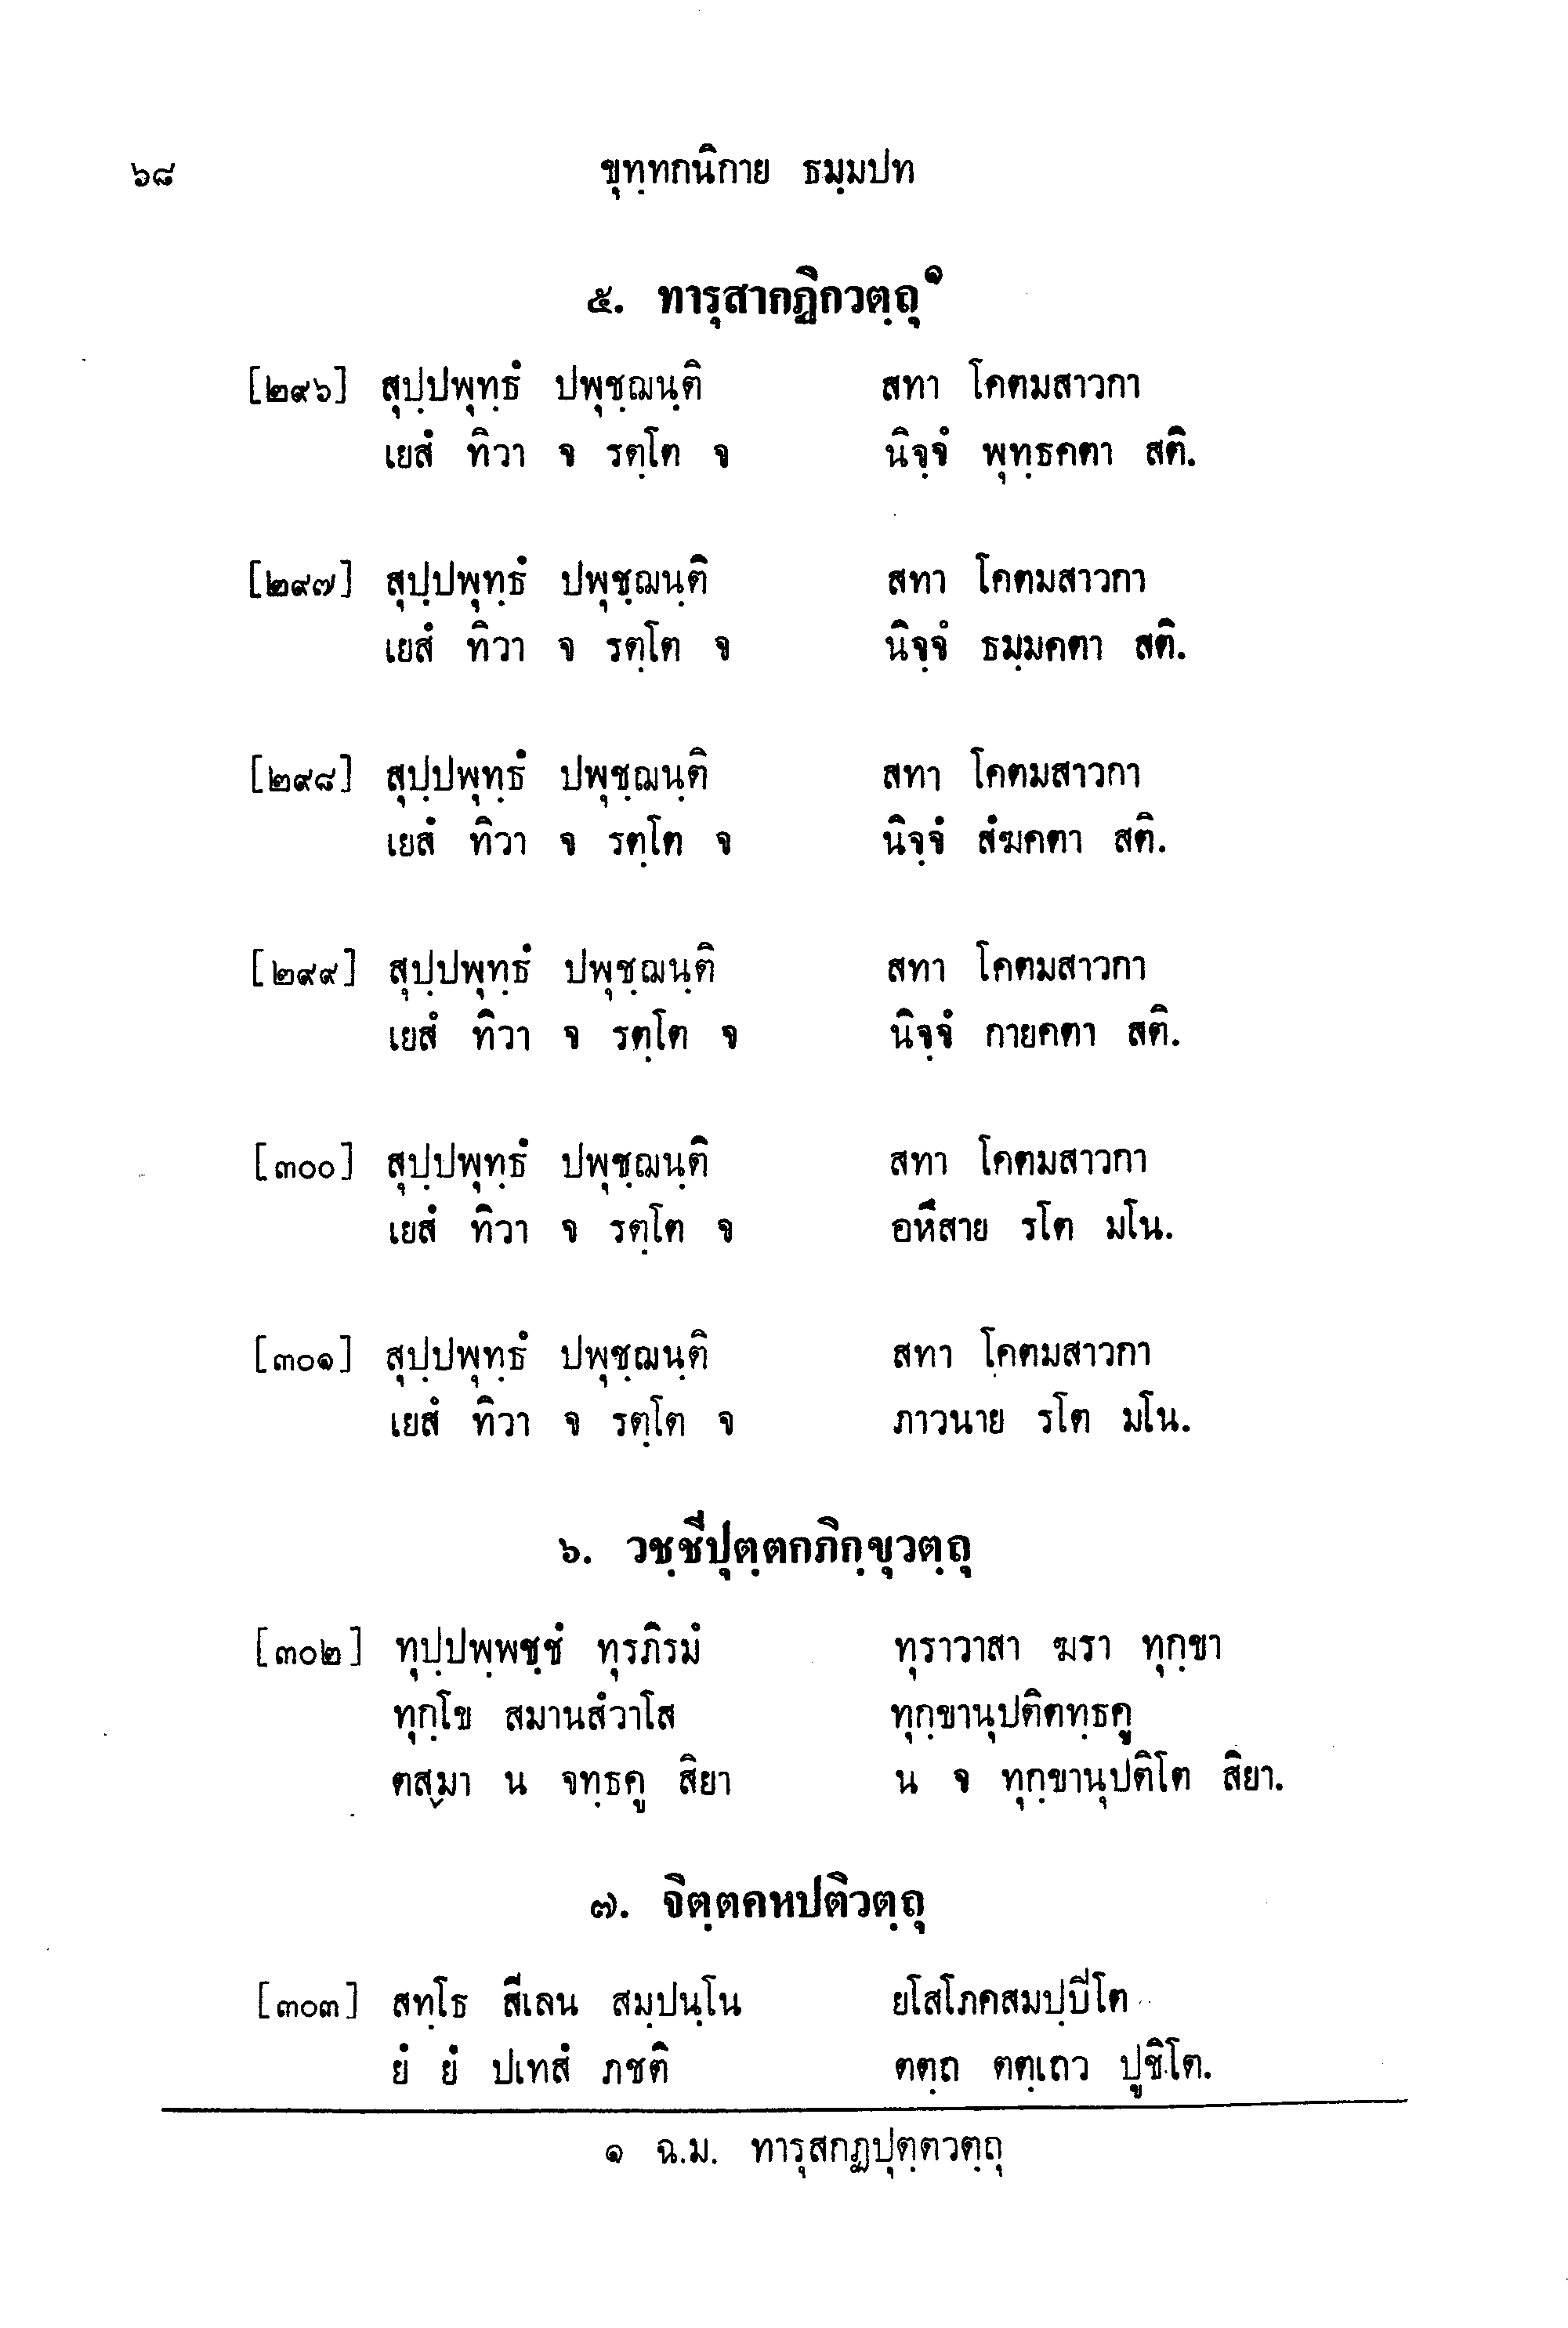 ๖๘ ขุทฺทกนิกาย ธมฺมปท
๕. ทารุสากฏิกวตฺถุ ๑
[๒๙๖] สุปฺปพุทฺธํ ปพุชฺฌนฺติ สทา โคตมสาวกา
เยสํ ทิวา จ รตฺโต จ นิจฺจํ พุทฺธคตา สติ.
[๒๙๗] สุปฺปพุทฺธํ ปพุชฺฌนฺติ สทา โคตมสาวกา
เยสํ ทิวา จ รตฺโต จ นิจฺจํ ธมฺมคตา สติ.
[๒๙๘] สุปฺปพุทฺธํ ปพุชฺฌนฺติ สทา โคตมสาวกา
เยสํ ทิวา จ รตฺโต จ นิจฺจํ สํฆคตา สติ.
[๒๙๙] สุปฺปพุทฺธํ ปพุชฺฌนฺติ สทา โคตมสาวกา
เยสํ ทิวา จ รตฺโต จ นิจฺจํ กายคตา สติ.
[๓๐๐] สุปฺปพุทฺธํ ปพุชฺฌนฺติ สทา โคตมสาวกา
เยสํ ทิวา จ รตฺโต จ อหึสาย รโต มโน.
[๓๐๑] สุปฺปพุทฺธํ ปพุชฺฌนฺติ สทา โคตมสาวกา
เยสํ ทิวา จ รตฺโต จ ภาวนาย รโต มโน.
๖. วชฺชีปุตฺตกภิกฺขุวตฺถุ
[๓๐๒] ทุปฺปพฺพชฺชํ ทุรภิรมํ ทุราวาสา ฆรา ทุกฺขา
ทุกฺโข สมานสํวาโส ทุกฺขานุปติตทฺธคู
ตสฺมา น จทฺธคู สิยา น จ ทุกฺขานุปติโต สิยา.
๗. จิตฺตคหปติวตฺถุ
[๓๐๓] สทฺโธ สีเลน สมฺปนฺโน ยโสโภคสมปฺปิโต
ยํ ยํ ปเทสํ ภชติ ตตฺถ ตตฺเถว ปูชิโต.
๑ ฉ.ม. ทารุสกฏปุตฺตวตฺถุ